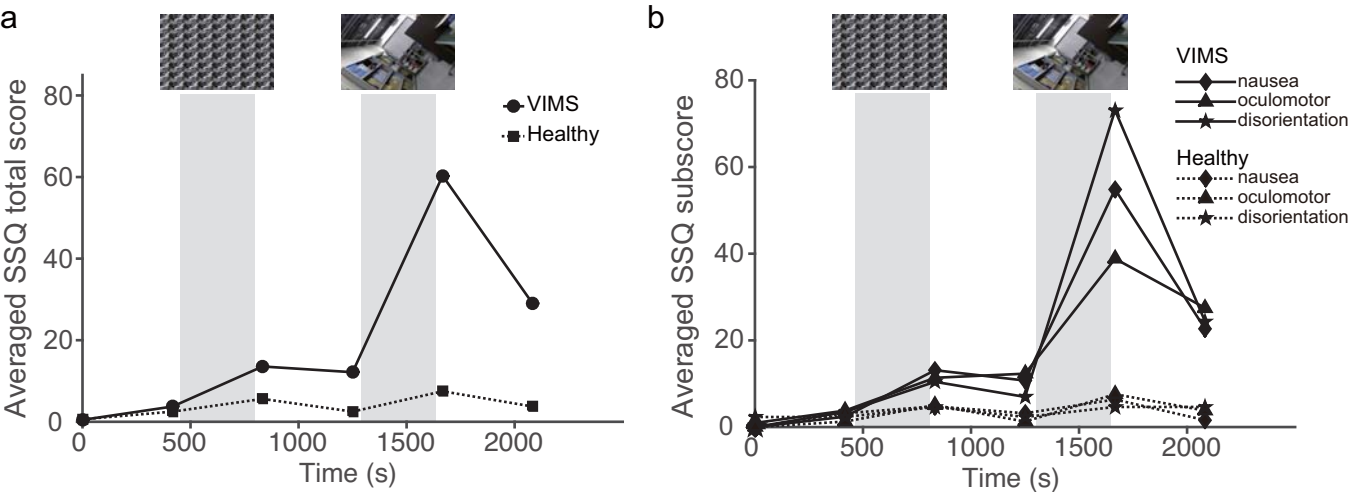 a
Averaged SSQ total score
80
60
40
20
0
0
500
1000
1500
2000
Time (s)
VIMS
Healthy
b
Averaged SSQ subscore
80
60
40
20
0
0
500
1000
1500
2000
Time (s)
VIMS
nausea
oculomotor
disorientation
Healthy
nausea
oculomotor
disorientation